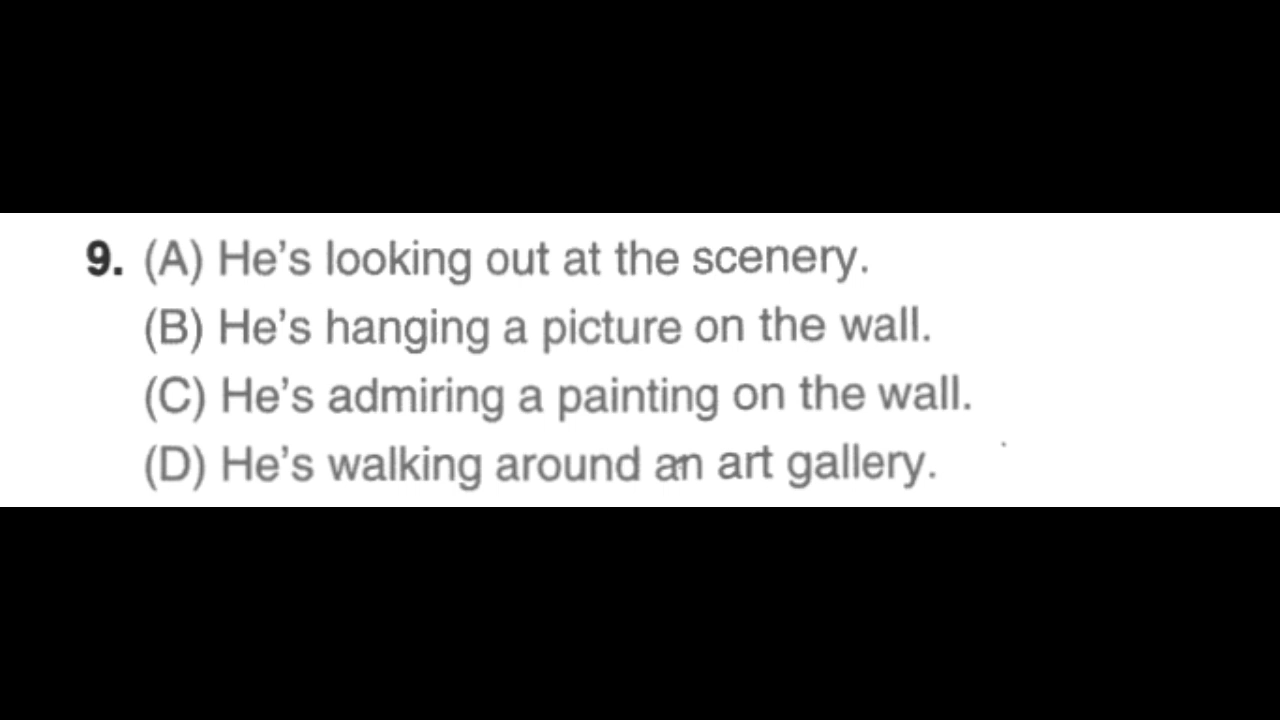 9. (A) He's looking out at the scenery.
(B) He's hanging a picture on the wall.
(C) He's admiring a painting on the wall.
(D) He's walking around an art gallery.